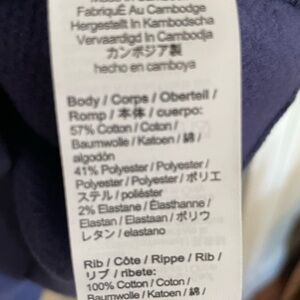 Made in Cambodia
FabriquÉ Au Cambodge
Hergestellt In Kambodscha
Vervaardigd In Cambodja
カンボジア製
hecho en camboya
Body / Corps / Oberteil /
Romp / 本体 / cuerpo:
57% Cotton / Coton /
Baumwolle / Katoen / 綿 /
algodón
41% Polyester / Polyester /
Polyester / Polyester / ポリエ
ステル / poliéster
2% Elastane / Élasthanne /
Elastan / Elastaan / ポリウ
レタン / elastano
Rib / Côte / Rippe / Rib /
リブ / ribete:
100% Cotton / Coton /
Baumwolle / Katoen / 綿 /